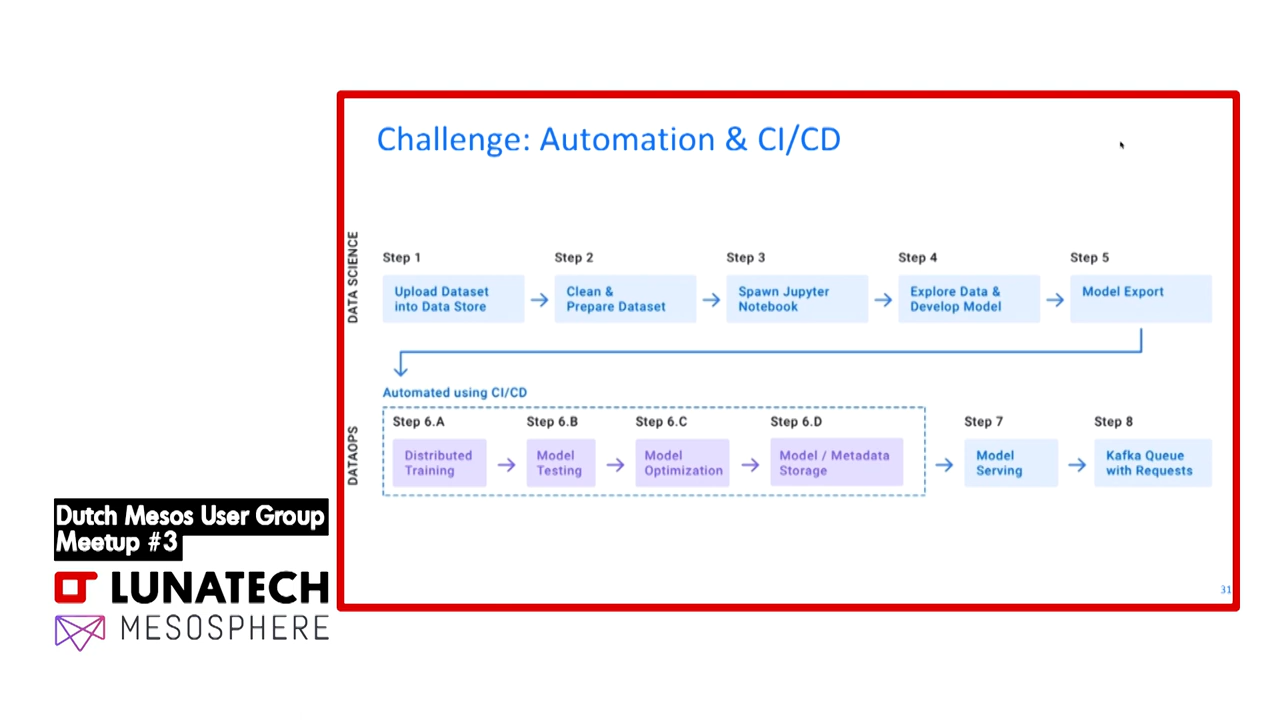 Challenge: Automation & CI/CD
DATA SCIENCE
Step 1
Upload Dataset
into Data Store
Step 2
Clean &
Prepare Dataset
Step 3
Spawn Jupyter
Notebook
Step 4
Explore Data &
Develop Model
Step 5
Model Export
Automated using CI/CD
DATAOPS
Step 6.A
Distributed
Training
Step 6.B
Model
Testing
Step 6.C
Model
Optimization
Step 6.D
Model / Metadata
Storage
Step 7
Model
Serving
Step 8
Kafka Queue
with Requests
31
Dutch Mesos User Group
Meetup #3
LUNATECH
MESOSPHERE